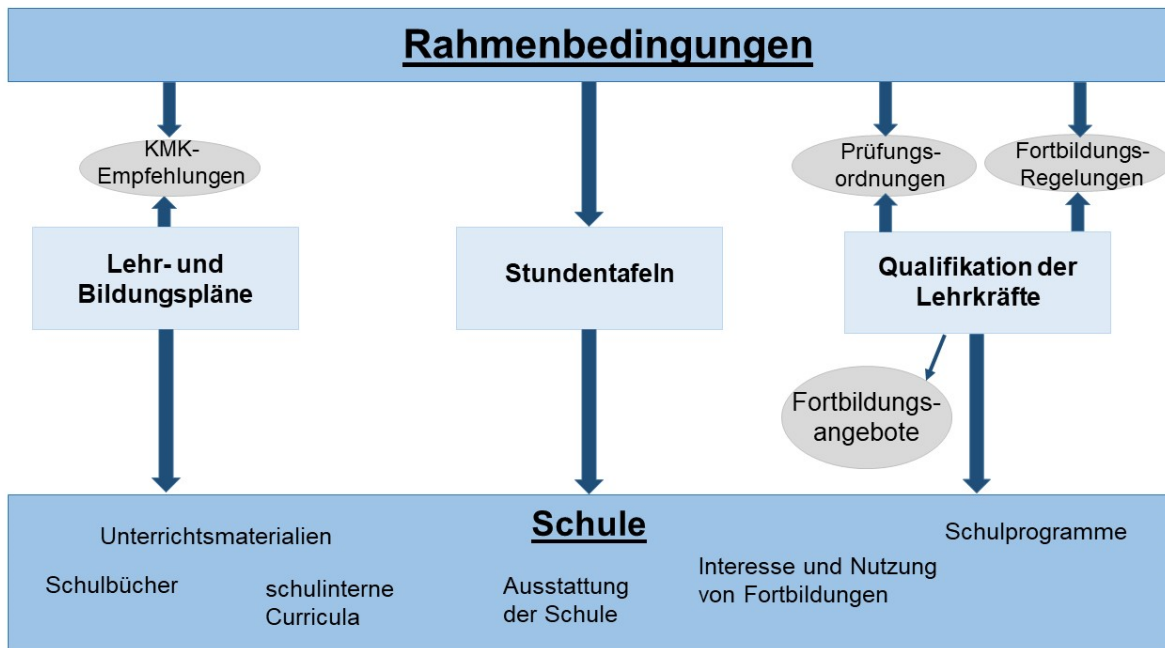 Rahmenbedingungen
KMK-
Empfehlungen
Prüfungs-
ordnungen
Fortbildungs-
Regelungen
Lehr- und
Bildungspläne
Stundentafeln
Qualifikation der
Lehrkräfte
Fortbildungs-
angebote
Schule
Unterrichtsmaterialien
Schulprogramme
Schulbücher
schulinterne
Curricula
Ausstattung
der Schule
Interesse und Nutzung
von Fortbildungen